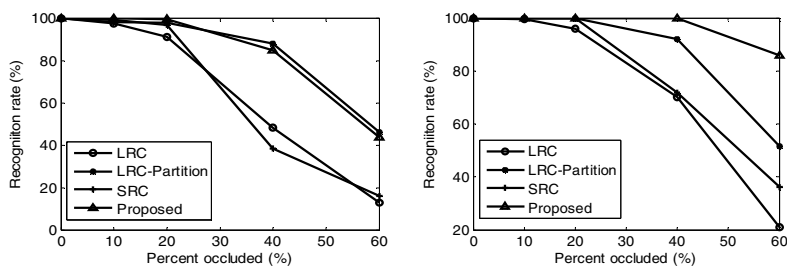 100
80
60
40
20
0
Recogniiton rate (%)
LRC
LRC-Partition
SRC
Proposed
0 10 20 30 40 50 60
Percent occluded (%)
100
80
60
40
20
Recogniiton rate (%)
LRC
LRC-Partition
SRC
Proposed
0 10 20 30 40 50 60
Percent occluded (%)